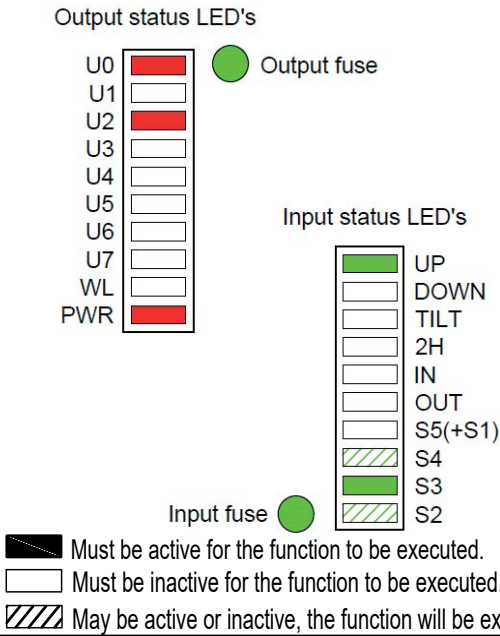 Output status LED's
U0
Output fuse
U1
U2
U3
U4
U5
U6
U7
WL
PWR
Input status LED's
UP
DOWN
TILT
2H
IN
OUT
S5(+S1)
S4
S3
Input fuse
S2
Must be active for the function to be executed.
Must be inactive for the function to be executed.
May be active or inactive, the function will be